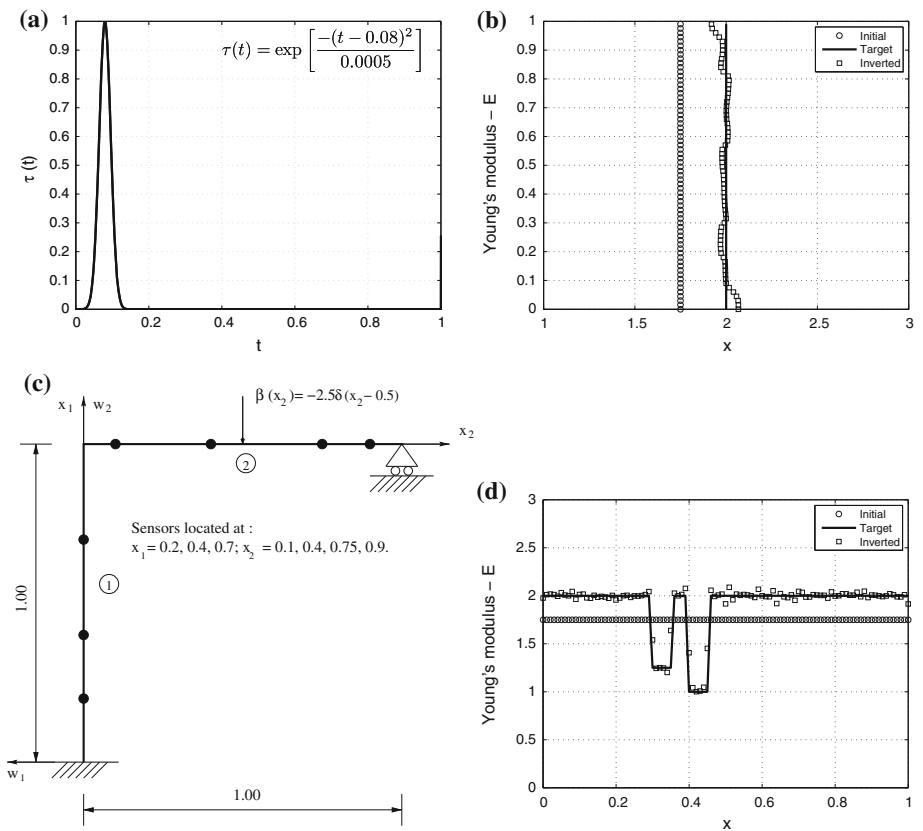 (a)
τ(t) = exp [ −(t − 0.08)² / 0.0005 ]
1
0.9
0.8
0.7
0.6
0.5
0.4
0.3
0.2
0.1
0
τ (t)
0 0.2 0.4 0.6 0.8 1
t
(b)
Initial
Target
Inverted
1
0.9
0.8
0.7
0.6
0.5
0.4
0.3
0.2
0.1
0
Young's modulus − E
1 1.5 2 2.5 3
x
(c)
x₁ w₂
β (x₂)= −2.5δ(x₂− 0.5)
x₂
2
Sensors located at :
x₁= 0.2, 0.4, 0.7; x₂ = 0.1, 0.4, 0.75, 0.9.
1
1.00
w₁
1.00
(d)
Initial
Target
Inverted
3
2.5
2
1.5
1
0.5
0
Young's modulus − E
0 0.2 0.4 0.6 0.8 1
x